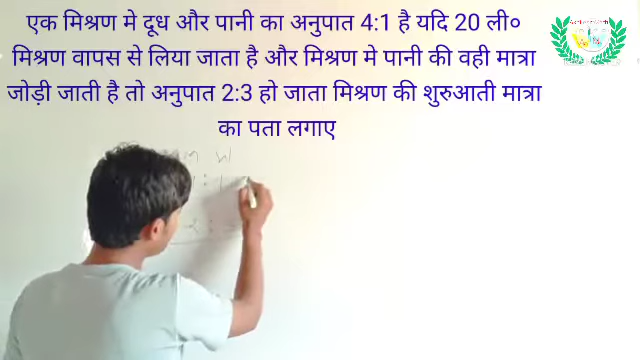 एक मिश्रण मे दूध और पानी का अनुपात 4:1 है यदि 20 ली०
मिश्रण वापस से लिया जाता है और मिश्रण मे पानी की वही मात्रा
जोड़ी जाती है तो अनुपात 2:3 हो जाता मिश्रण की शुरुआती मात्रा
का पता लगाए
W
: 1